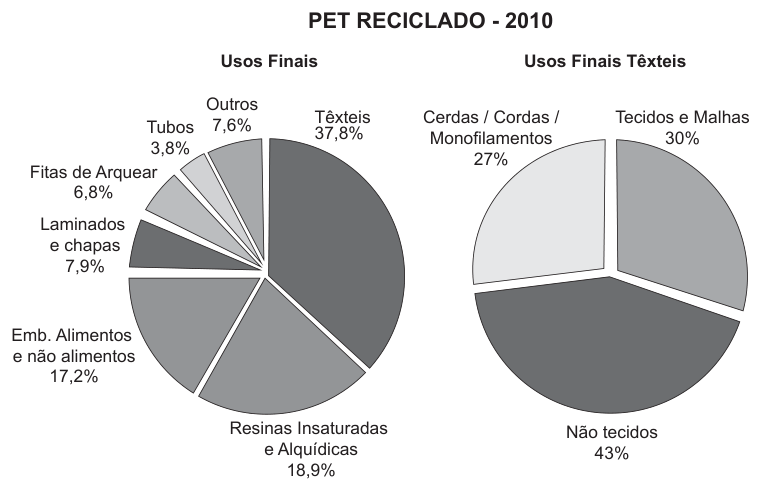 PET RECICLADO - 2010
Usos Finais
Têxteis
37,8%
Outros
7,6%
Tubos
3,8%
Fitas de Arquear
6,8%
Laminados
e chapas
7,9%
Emb. Alimentos
e não alimentos
17,2%
Resinas Insaturadas
e Alquídicas
18,9%
Usos Finais Têxteis
Cerdas / Cordas /
Monofilamentos
27%
Tecidos e Malhas
30%
Não tecidos
43%